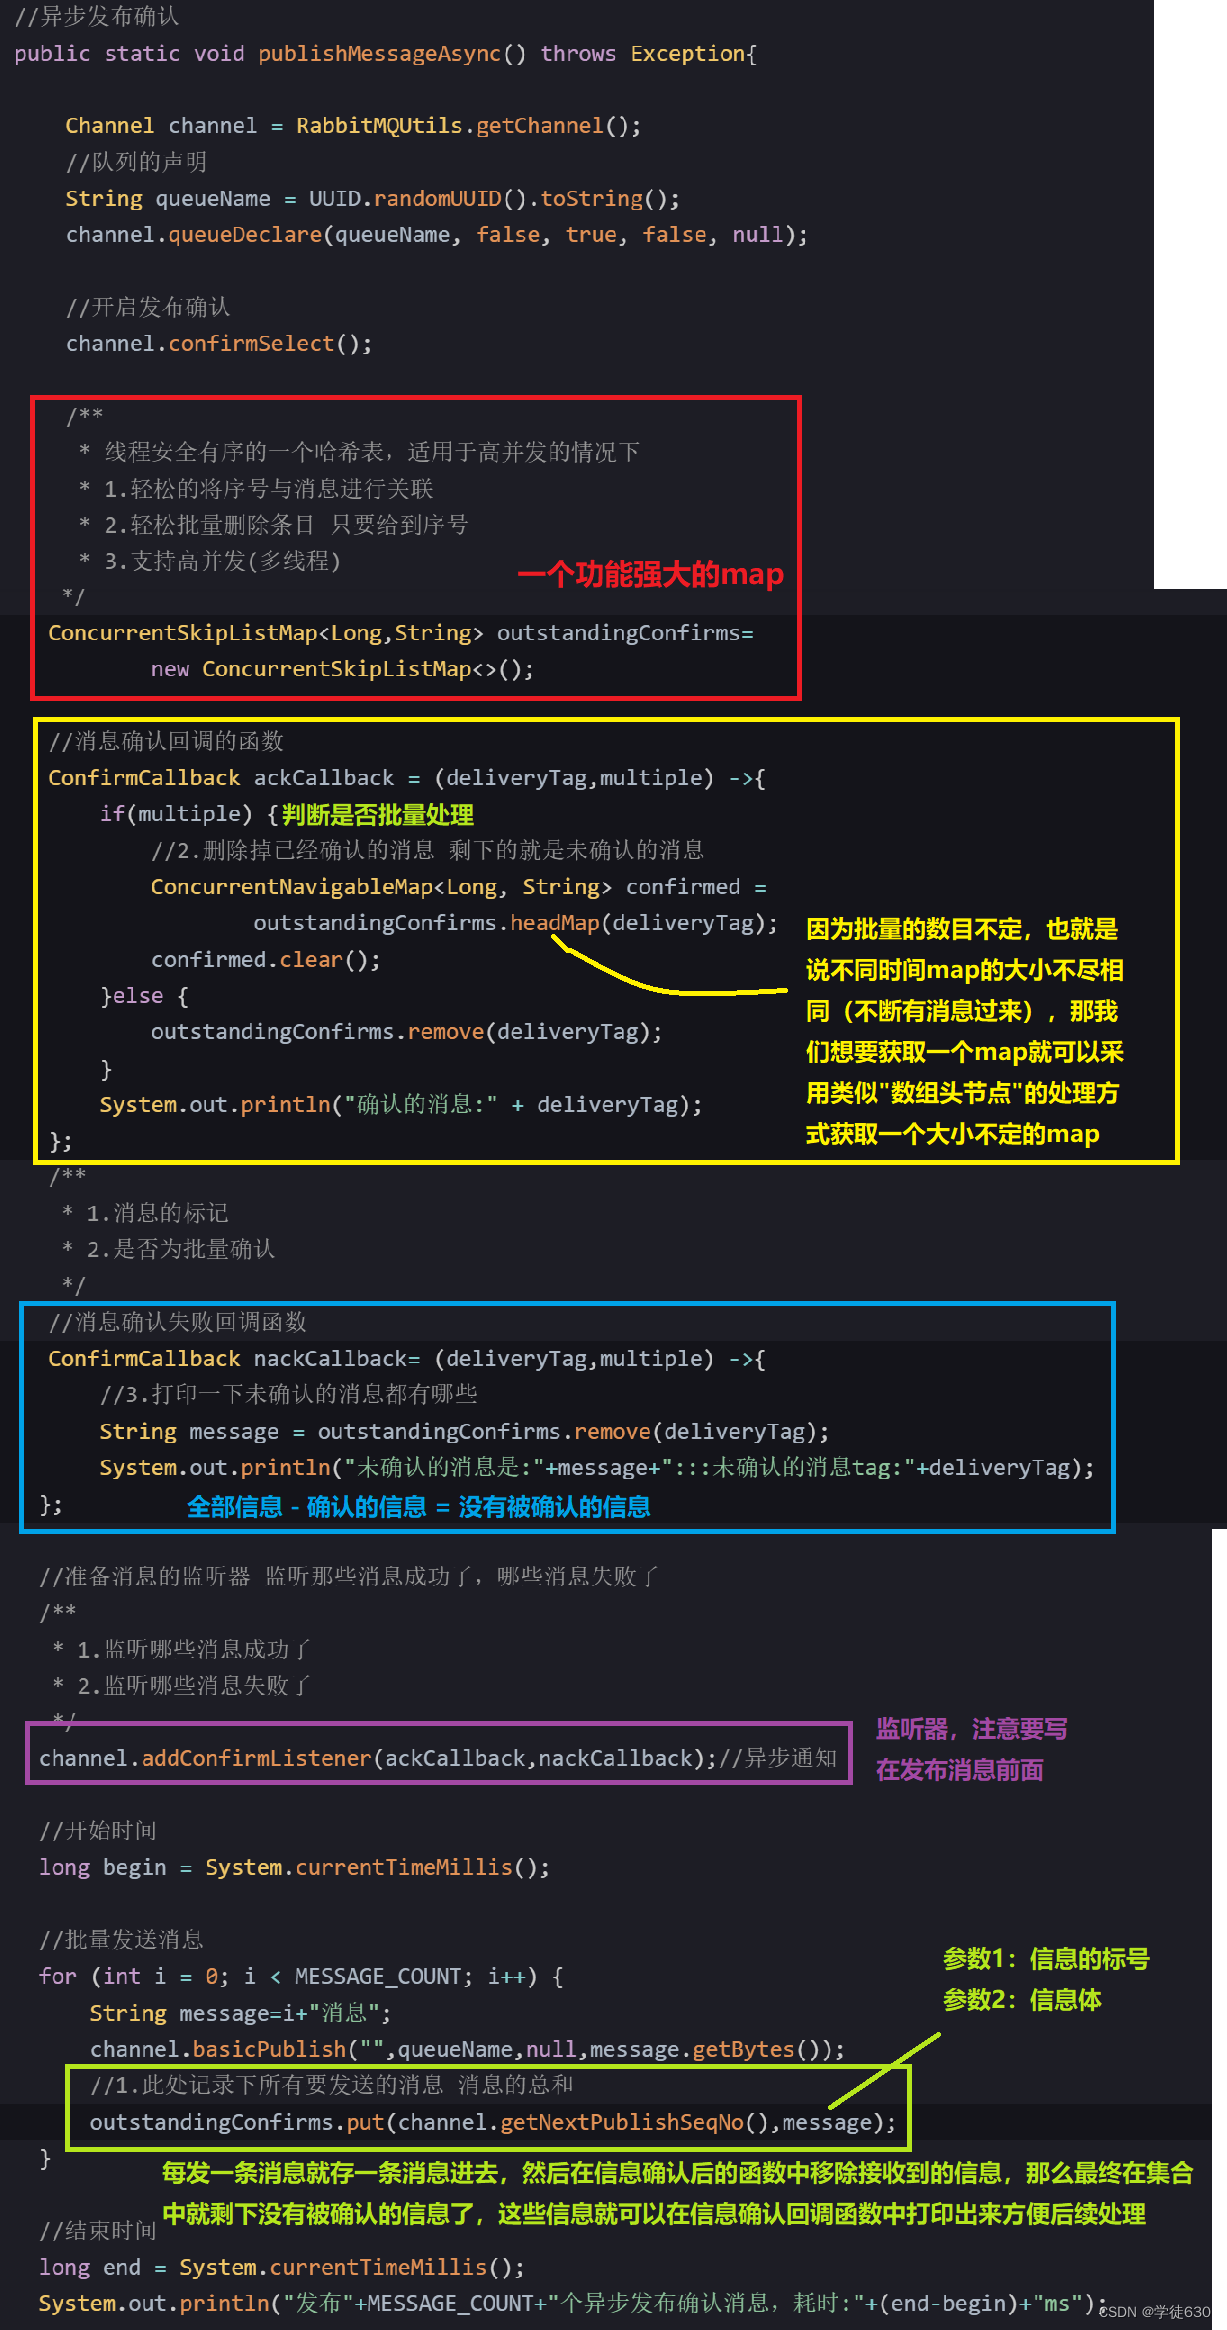 //异步发布确认
public static void publishMessageAsync() throws Exception{
Channel channel = RabbitMQUtils.getChannel();
//队列的声明
String queueName = UUID.randomUUID().toString();
channel.queueDeclare(queueName, false, true, false, null);
//开启发布确认
channel.confirmSelect();
/**
* 线程安全有序的一个哈希表，适用于高并发的情况下
* 1.轻松的将序号与消息进行关联
* 2.轻松批量删除条目 只要给到序号
* 3.支持高并发(多线程)
一个功能强大的map
*/
ConcurrentSkipListMap<Long,String> outstandingConfirms=
new ConcurrentSkipListMap<>();
//消息确认回调的函数
ConfirmCallback ackCallback = (deliveryTag,multiple) ->{
if(multiple) { 判断是否批量处理
//2.删除掉已经确认的消息 剩下的就是未确认的消息
ConcurrentNavigableMap<Long, String> confirmed =
outstandingConfirms.headMap(deliveryTag);
confirmed.clear();
}else {
outstandingConfirms.remove(deliveryTag);
}
System.out.println("确认的消息:" + deliveryTag);
};
因为批量的数目不定，也就是
说不同时间map的大小不尽相
同（不断有消息过来），那我
们想要获取一个map就可以采
用类似"数组头节点"的处理方
式获取一个大小不定的map
/**
* 1.消息的标记
* 2.是否为批量确认
*/
//消息确认失败回调函数
ConfirmCallback nackCallback= (deliveryTag,multiple) ->{
//3.打印一下未确认的消息都有哪些
String message = outstandingConfirms.remove(deliveryTag);
System.out.println("未确认的消息是:"+message+":::未确认的消息tag:"+deliveryTag);
};
全部信息 - 确认的信息 = 没有被确认的信息
//准备消息的监听器 监听那些消息成功了，哪些消息失败了
/**
* 1.监听哪些消息成功了
* 2.监听哪些消息失败了
*/
channel.addConfirmListener(ackCallback,nackCallback);//异步通知
监听器，注意要写
在发布消息前面
//开始时间
long begin = System.currentTimeMillis();
//批量发送消息
for (int i = 0; i < MESSAGE_COUNT; i++) {
String message=i+"消息";
channel.basicPublish("",queueName,null,message.getBytes());
参数1：信息的标号
参数2：信息体
//1.此处记录下所有要发送的消息 消息的总和
outstandingConfirms.put(channel.getNextPublishSeqNo(),message);
}
每发一条消息就存一条消息进去，然后在信息确认后的函数中移除接收到的信息，那么最终在集合
中就剩下没有被确认的信息了，这些信息就可以在信息确认回调函数中打印出来方便后续处理
//结束时间
long end = System.currentTimeMillis();
System.out.println("发布"+MESSAGE_COUNT+"个异步发布确认消息，耗时:"+(end-begin)+"ms");
CSDN @学徒630